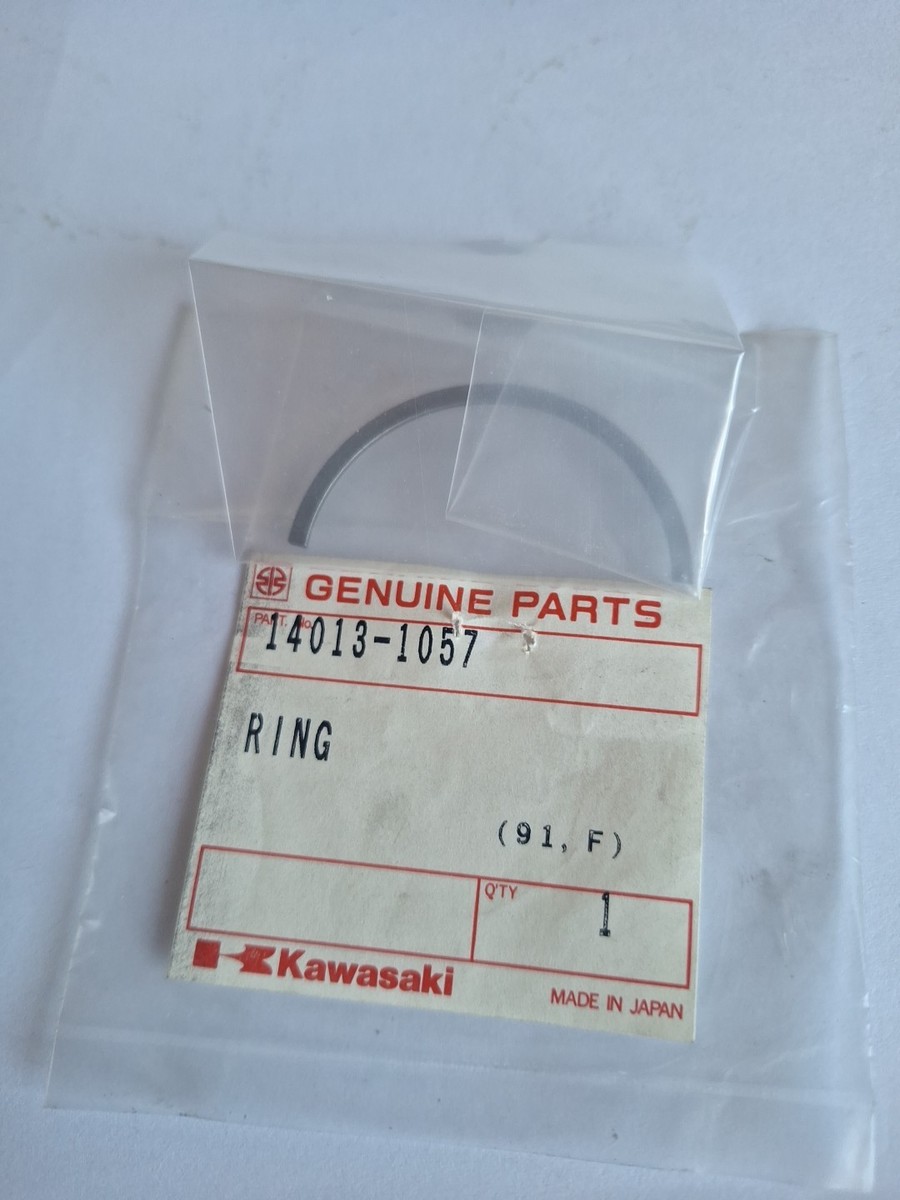 GENUINE PARTS
PART. No.
14013-1057
RING
(91, F)
Q'TY
1
Kawasaki
MADE IN JAPAN